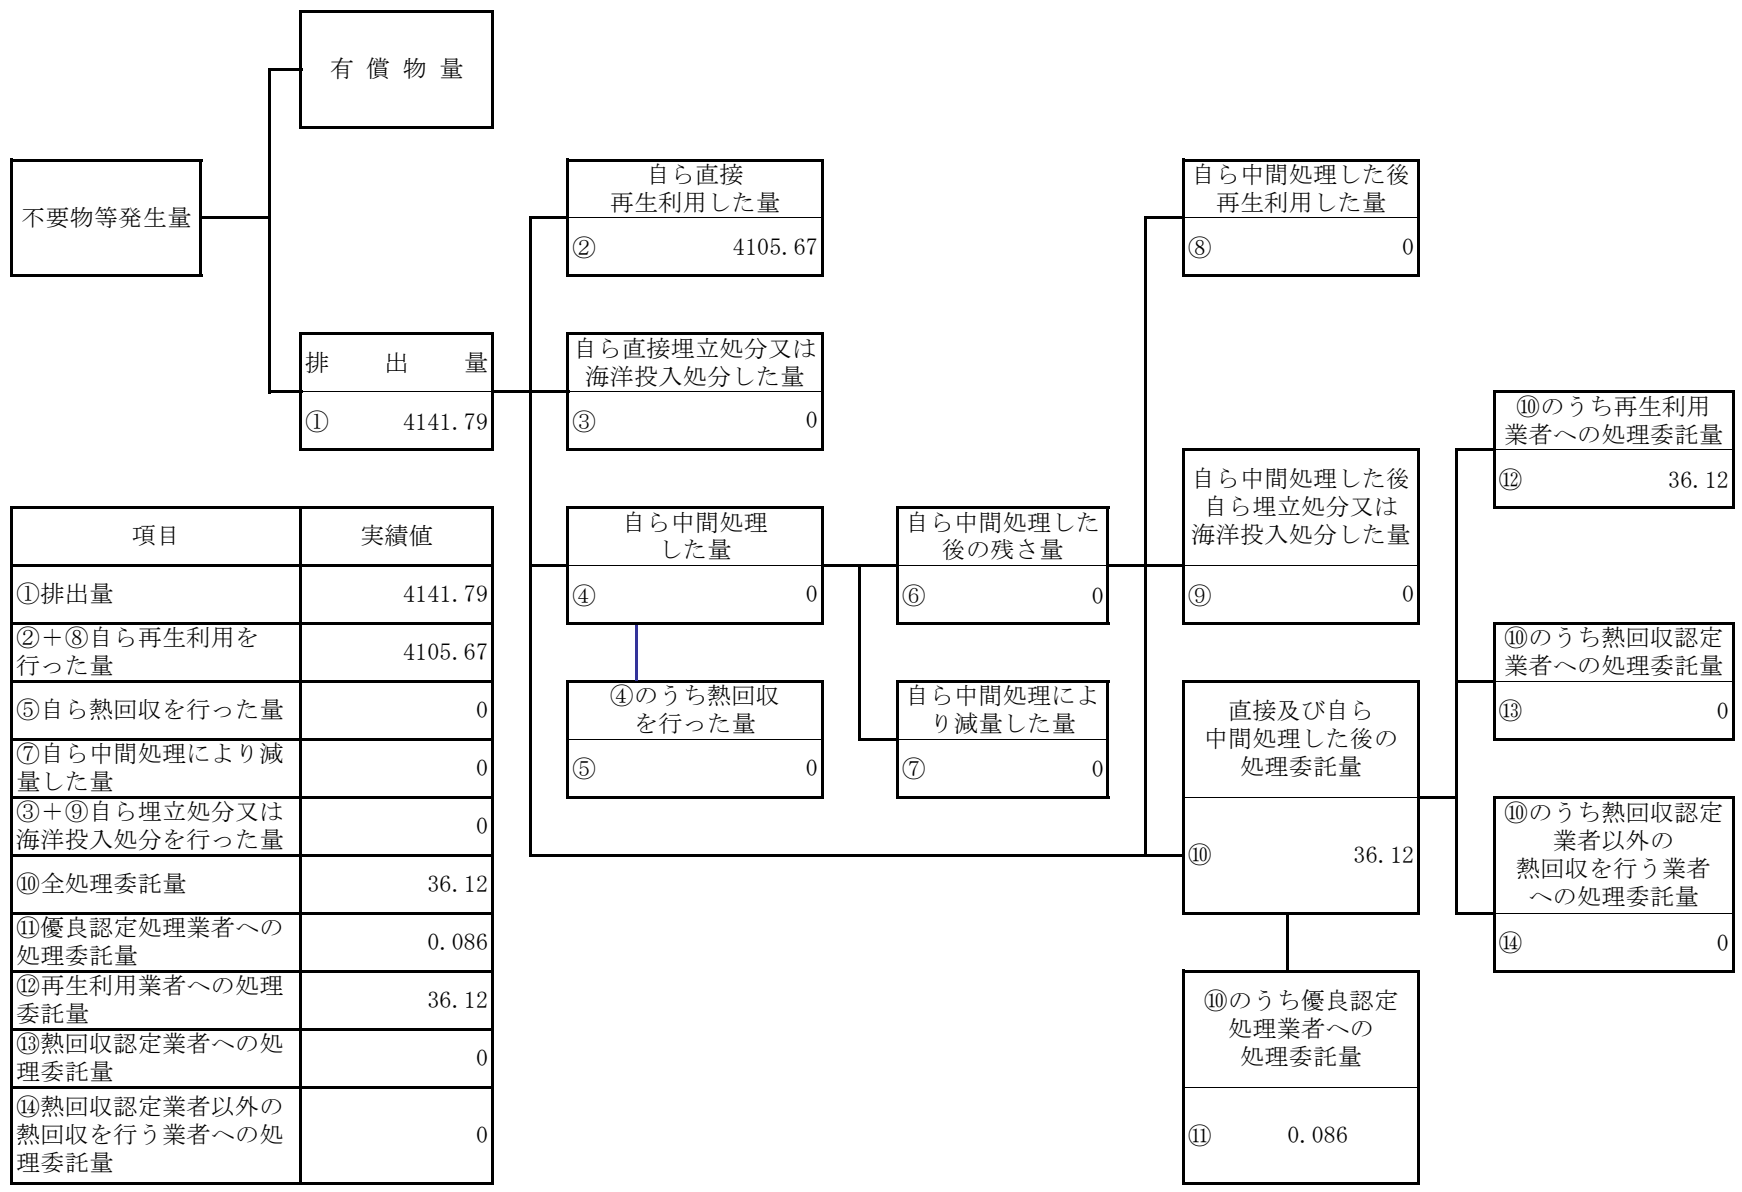 有償物量
不要物等発生量
排出量
① 4141.79
自ら直接
再生利用した量
② 4105.67
自ら直接埋立処分又は
海洋投入処分した量
③ 0
自ら中間処理
した量
④ 0
④のうち熱回収
を行った量
⑤ 0
自ら中間処理した
後の残さ量
⑥ 0
自ら中間処理によ
り減量した量
⑦ 0
自ら中間処理した後
再生利用した量
⑧ 0
自ら中間処理した後
自ら埋立処分又は
海洋投入処分した量
⑨ 0
直接及び自ら
中間処理した後の
処理委託量
⑩ 36.12
⑩のうち優良認定
処理業者への
処理委託量
⑪ 0.086
⑩のうち再生利用
業者への処理委託量
⑫ 36.12
⑩のうち熱回収認定
業者への処理委託量
⑬ 0
⑩のうち熱回収認定
業者以外の
熱回収を行う業者
への処理委託量
⑭ 0
項目 実績値
①排出量 4141.79
②＋⑧自ら再生利用を
行った量 4105.67
⑤自ら熱回収を行った量 0
⑦自ら中間処理により減
量した量 0
③＋⑨自ら埋立処分又は
海洋投入処分を行った量 0
⑩全処理委託量 36.12
⑪優良認定処理業者への
処理委託量 0.086
⑫再生利用業者への処理
委託量 36.12
⑬熱回収認定業者への処
理委託量 0
⑭熱回収認定業者以外の
熱回収を行う業者への処
理委託量 0